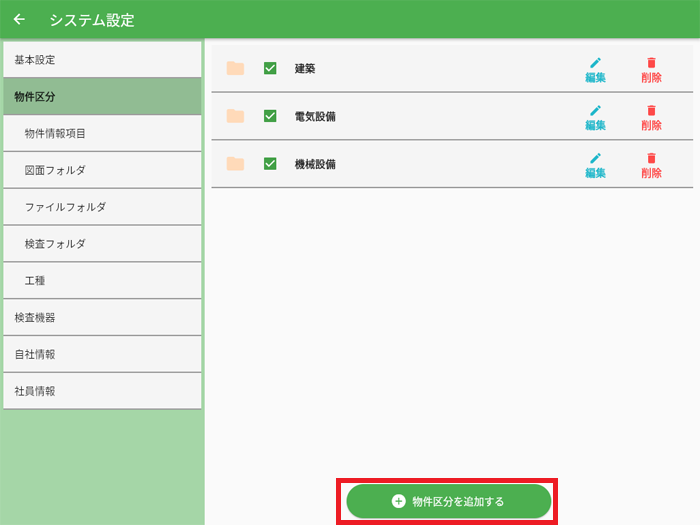 システム設定
基本設定
物件区分
物件情報項目
図面フォルダ
ファイルフォルダ
検査フォルダ
工種
検査機器
自社情報
社員情報
建築
編集
削除
電気設備
編集
削除
機械設備
編集
削除
物件区分を追加する